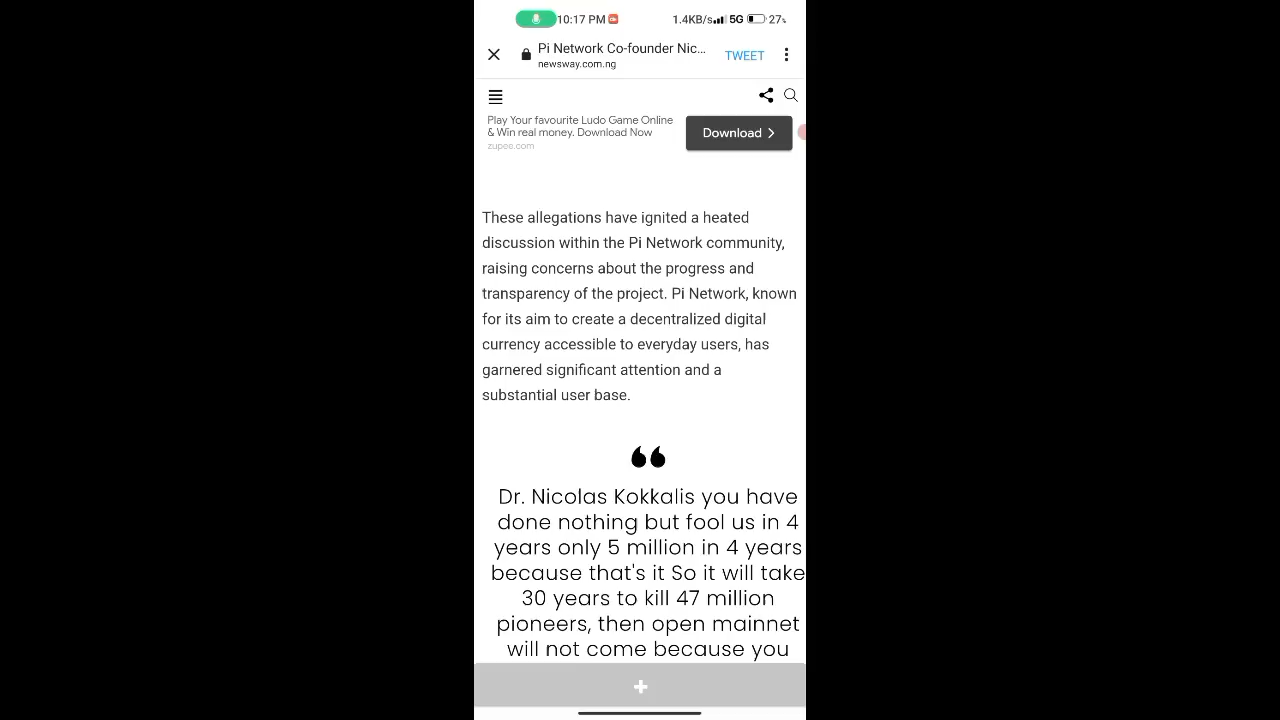 10:17 PM
1.4KB/s 5G 27%
Pi Network Co-founder Nic... TWEET
newsway.com.ng
Play Your favourite Ludo Game Online
& Win real money. Download Now
zupee.com
Download
These allegations have ignited a heated
discussion within the Pi Network community,
raising concerns about the progress and
transparency of the project. Pi Network, known
for its aim to create a decentralized digital
currency accessible to everyday users, has
garnered significant attention and a
substantial user base.
Dr. Nicolas Kokkalis you have
done nothing but fool us in 4
years only 5 million in 4 years
because that's it So it will take
30 years to kill 47 million
pioneers, then open mainnet
will not come because you